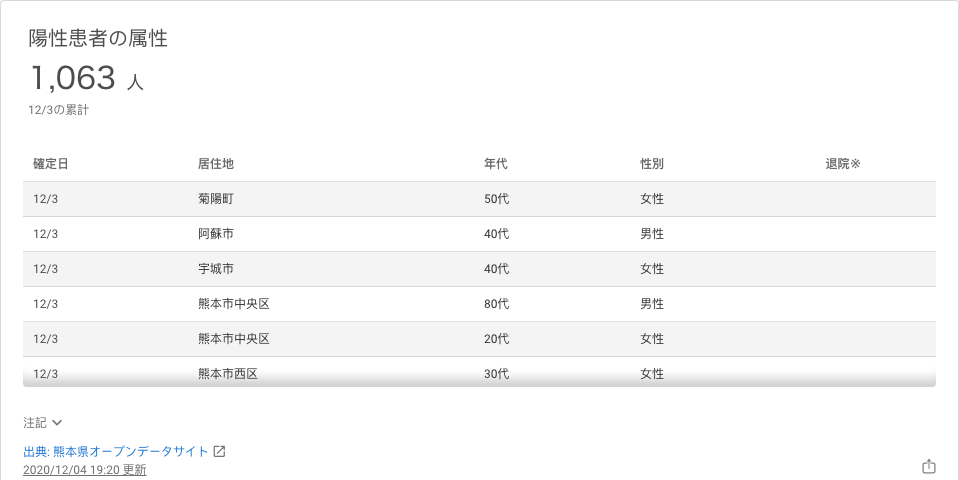 陽性患者の属性
1,063 人
12/3の累計
確定日 居住地 年代 性別 退院※
12/3 菊陽町 50代 女性
12/3 阿蘇市 40代 男性
12/3 宇城市 40代 女性
12/3 熊本市中央区 80代 男性
12/3 熊本市中央区 20代 女性
12/3 熊本市西区 30代 女性
注記
出典: 熊本県オープンデータサイト
2020/12/04 19:20 更新